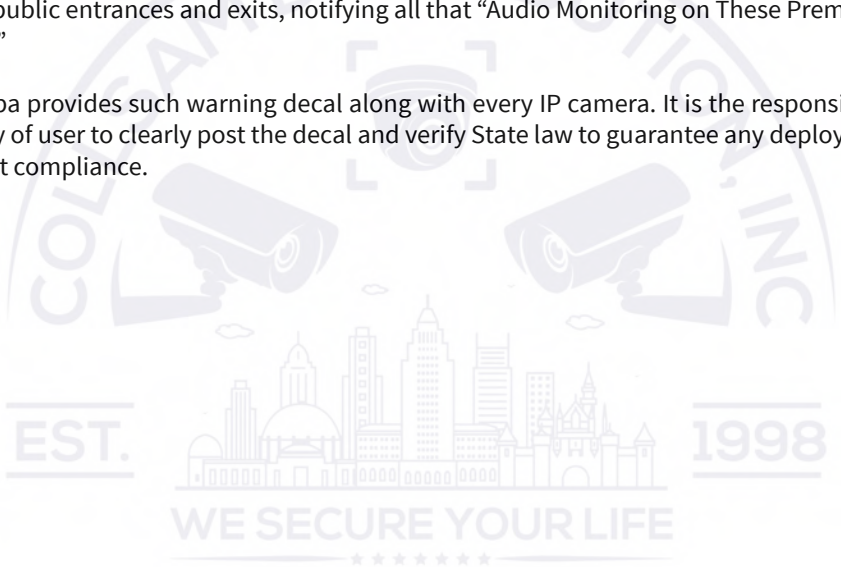 public entrances and exits, notifying all that “Audio Monitoring on These Prem
”
ba provides such warning decal along with every IP camera. It is the responsi
y of user to clearly post the decal and verify State law to guarantee any deploy
t compliance.
INC
EST. 1998
WE SECURE YOUR LIFE